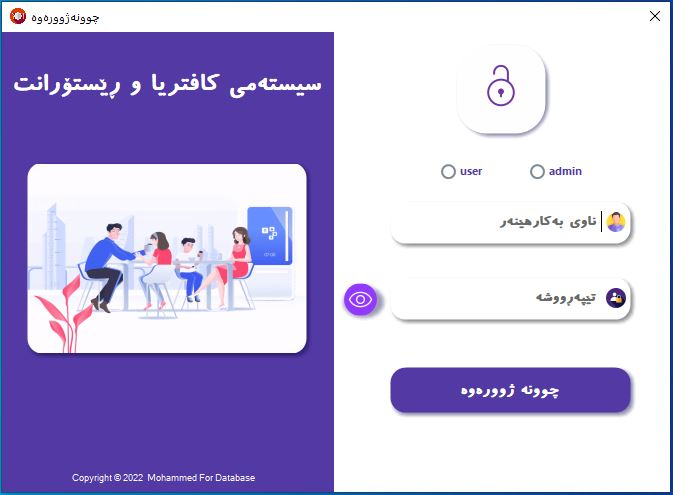 چوونەژوورەوە
سیستەمی کافتریا و ڕێستۆرانت
user
admin
ناوی بەکارهێنەر
تێپەڕووشە
چوونە ژوورەوە
Copyright © 2022 Mohammed For Database